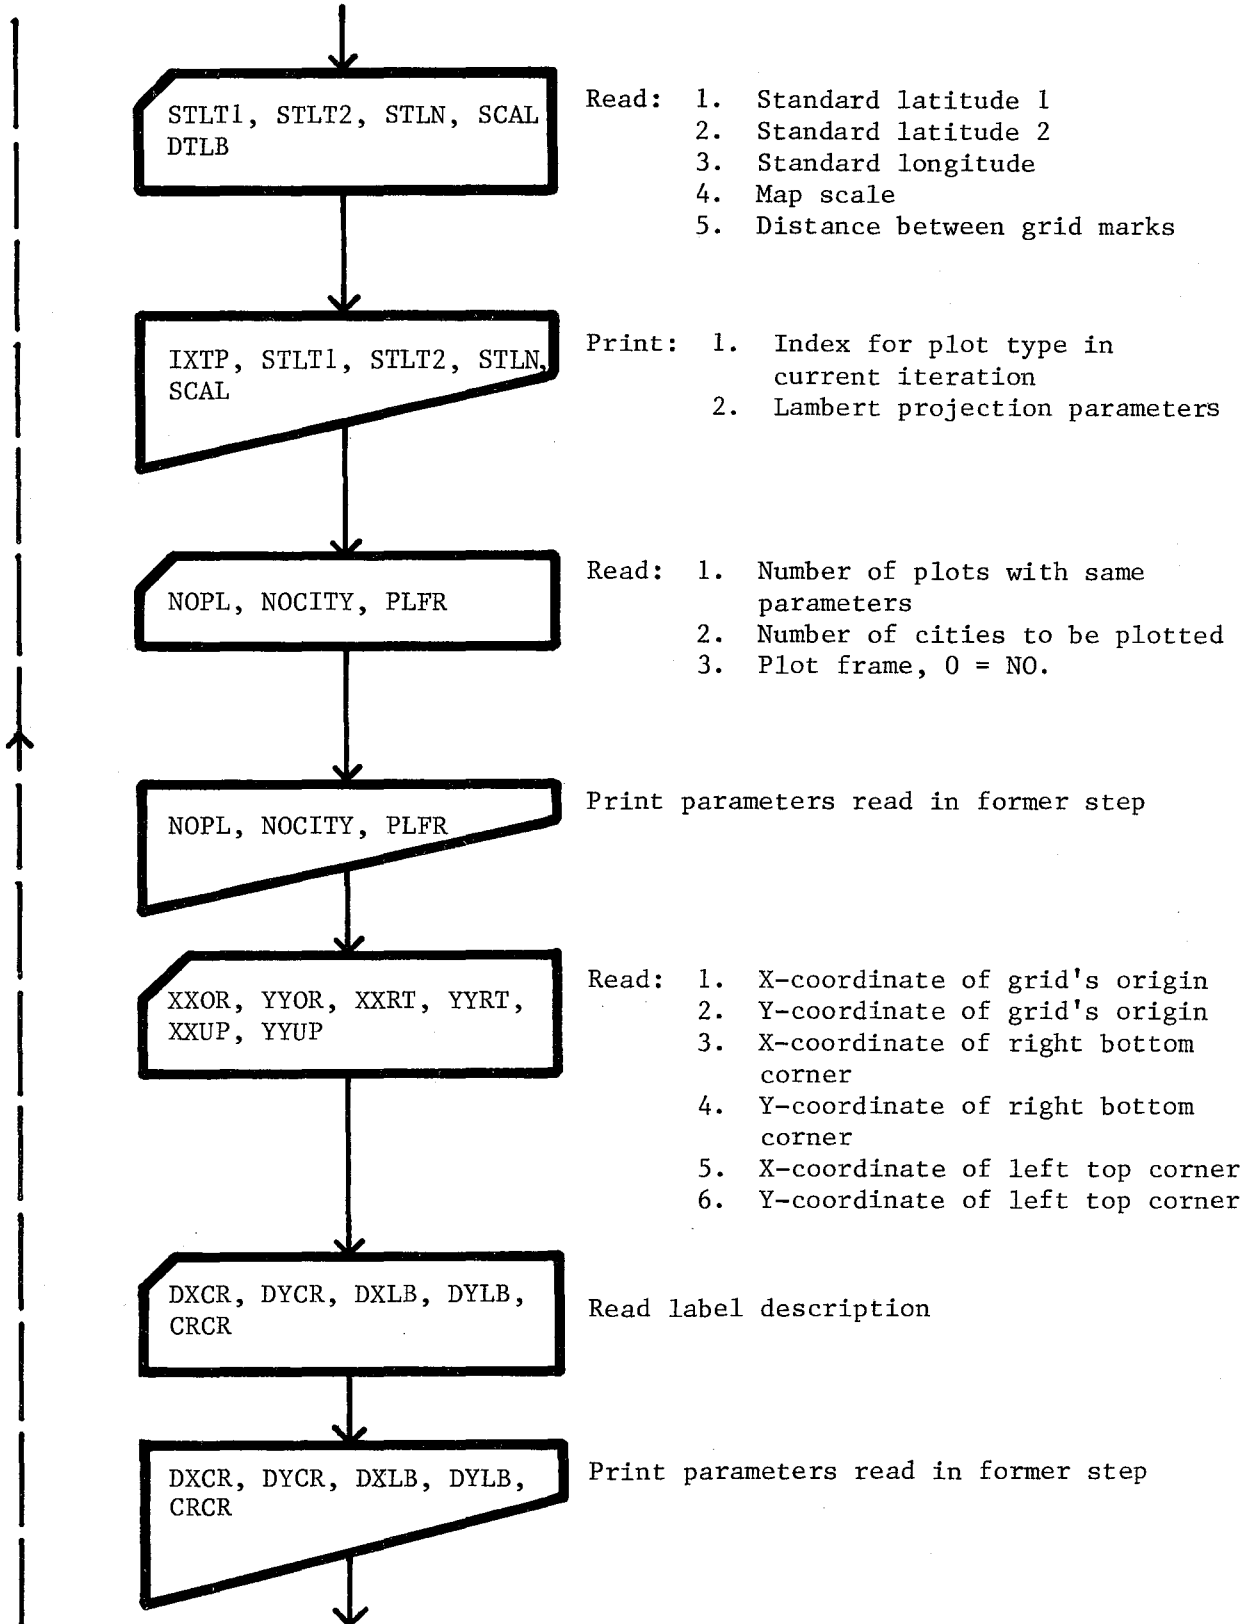 STLT1, STLT2, STLN, SCAL
DTLB
Read: 1. Standard latitude 1
2. Standard latitude 2
3. Standard longitude
4. Map scale
5. Distance between grid marks
IXTP, STLT1, STLT2, STLN,
SCAL
Print: 1. Index for plot type in
current iteration
2. Lambert projection parameters
NOPL, NOCITY, PLFR
Read: 1. Number of plots with same
parameters
2. Number of cities to be plotted
3. Plot frame, 0 = NO.
NOPL, NOCITY, PLFR
Print parameters read in former step
XXOR, YYOR, XXRT, YYRT,
XXUP, YYUP
Read: 1. X-coordinate of grid's origin
2. Y-coordinate of grid's origin
3. X-coordinate of right bottom
corner
4. Y-coordinate of right bottom
corner
5. X-coordinate of left top corner
6. Y-coordinate of left top corner
DXCR, DYCR, DXLB, DYLB,
CRCR
Read label description
DXCR, DYCR, DXLB, DYLB,
CRCR
Print parameters read in former step